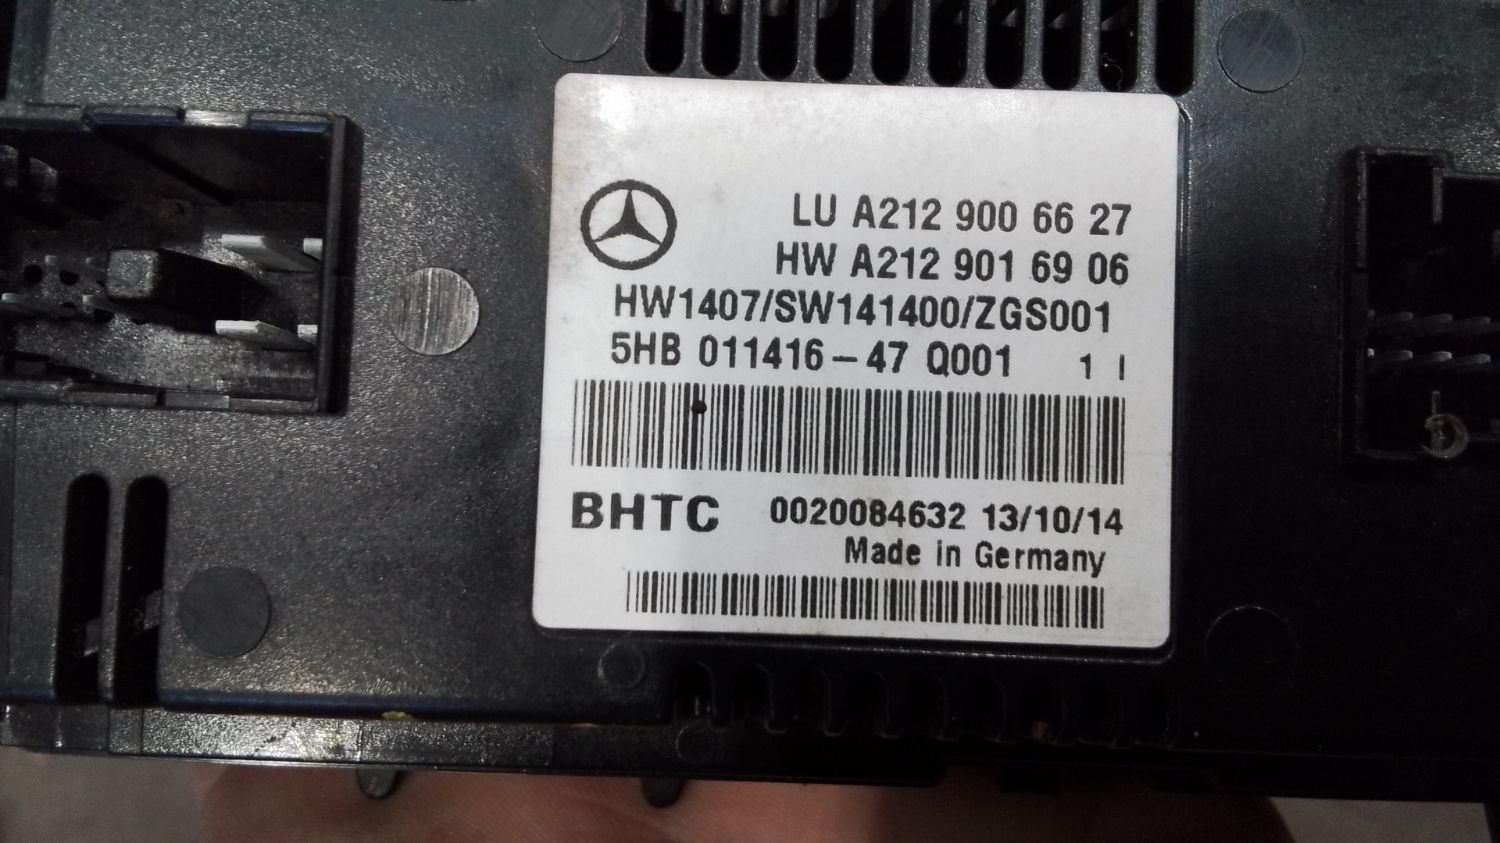 LU A212 900 66 27
HW A212 901 69 06
HW1407/SW141400/ZGS001
5HB 011416-47 Q001 1 I
BHTC 0020084632 13/10/14
Made in Germany